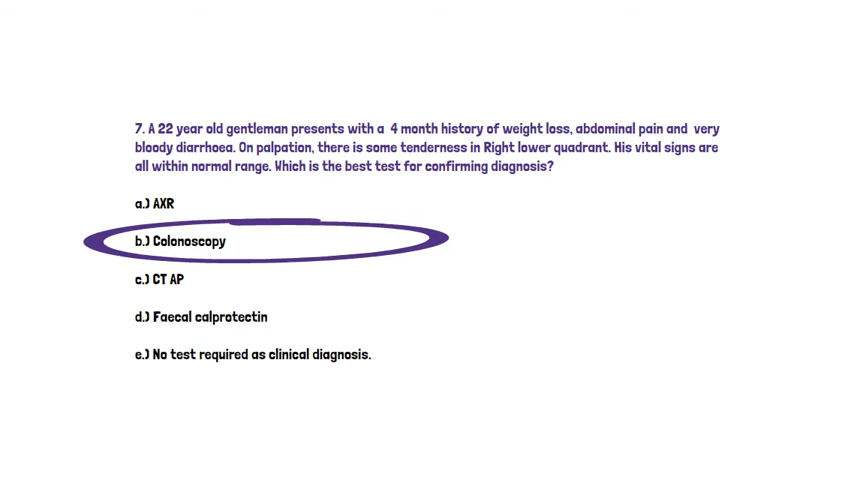 7. A 22 year old gentleman presents with a 4 month history of weight loss, abdominal pain and very
bloody diarrhoea. On palpation, there is some tenderness in Right lower quadrant. His vital signs are
all within normal range. Which is the best test for confirming diagnosis?
a.) AXR
b.) Colonoscopy
c.) CT AP
d.) Faecal calprotectin
e.) No test required as clinical diagnosis.